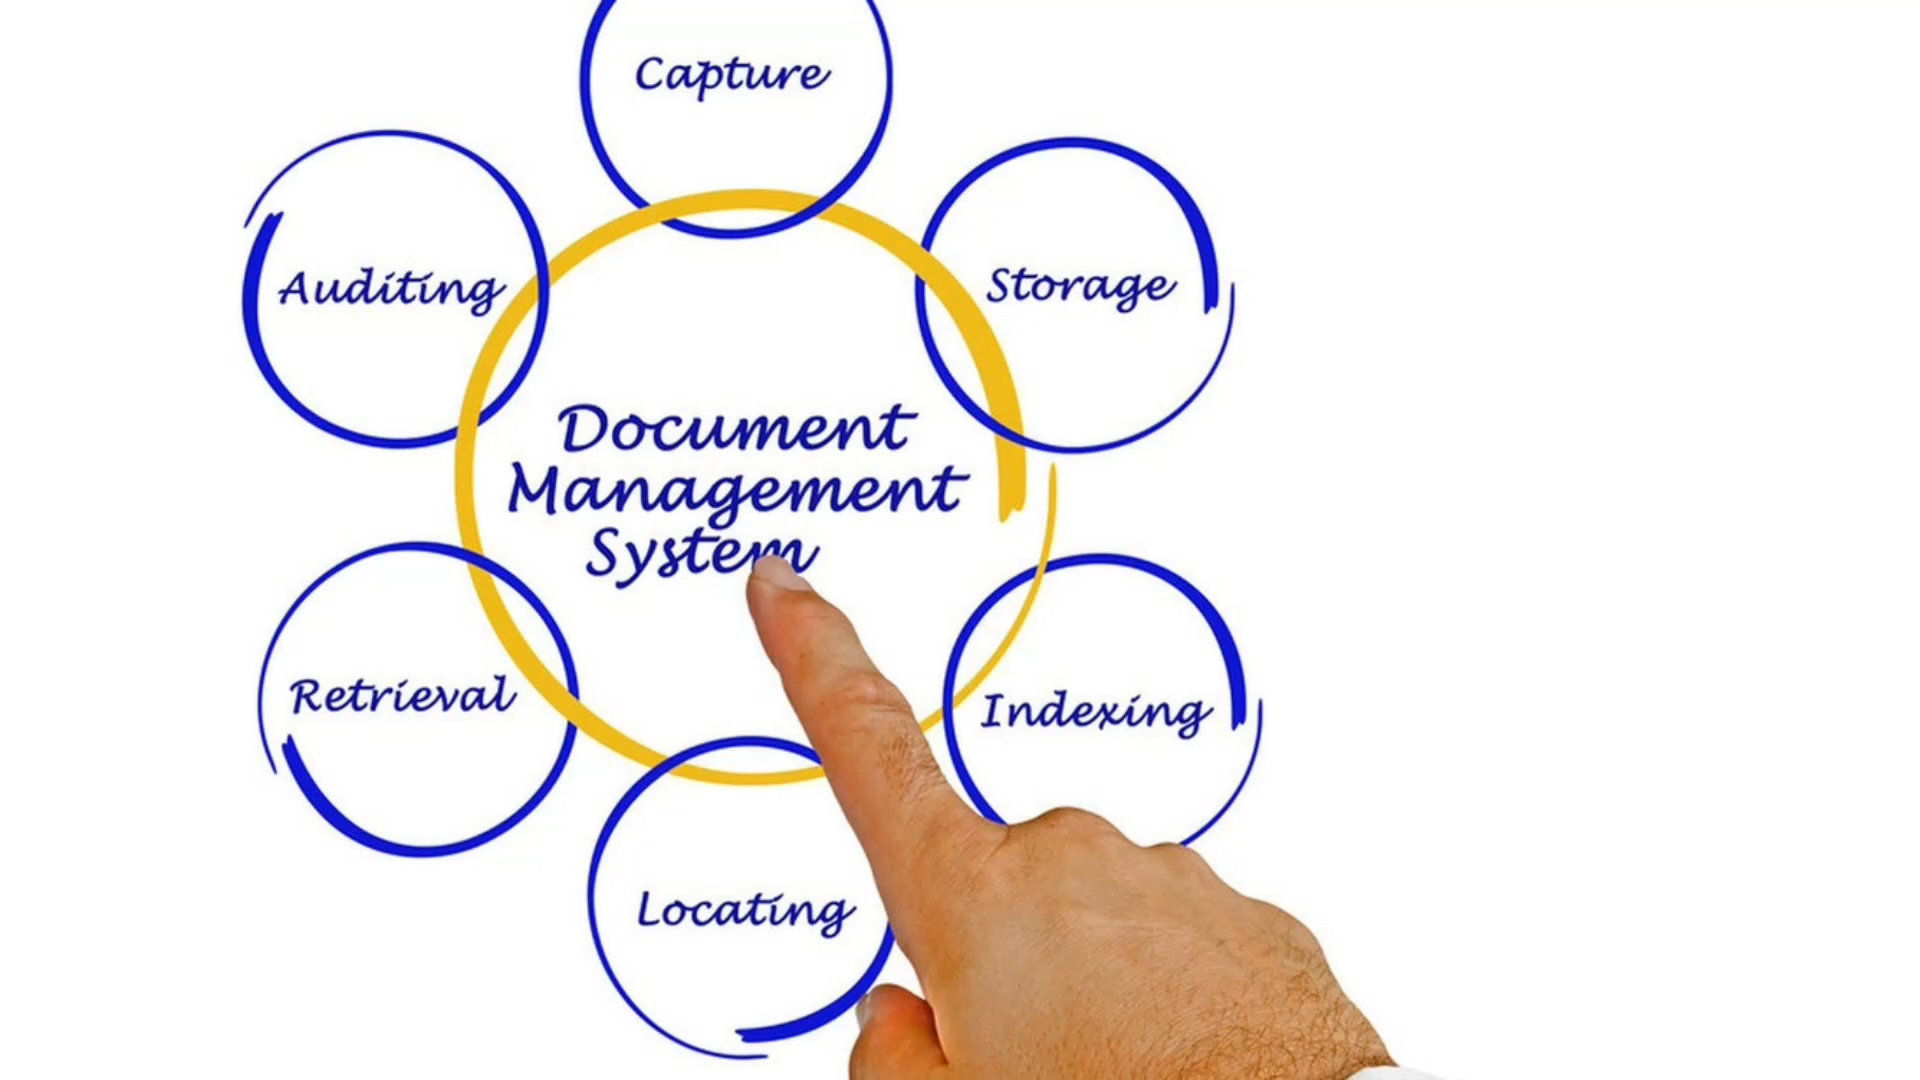 Capture
Auditing
Storage
Document
Management
System
Retrieval
Indexing
Locating